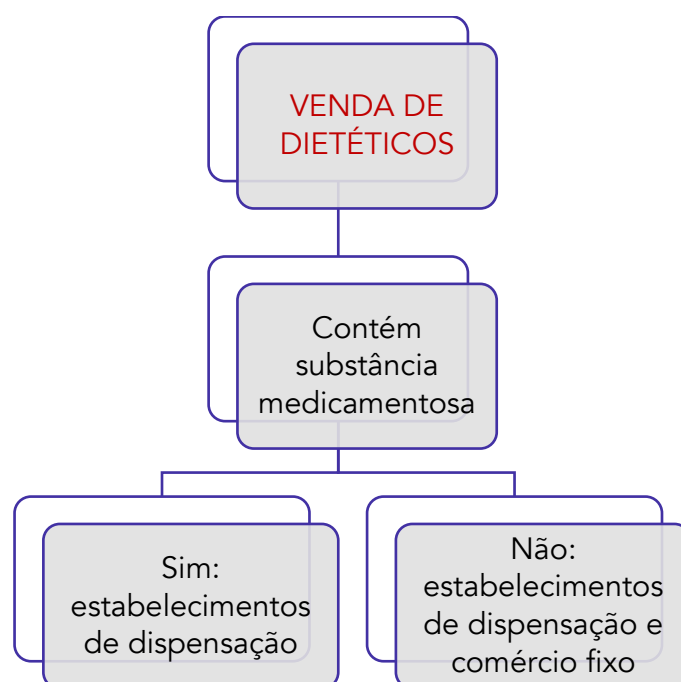 VENDA DE
DIETÉTICOS
Contém
substância
medicamentosa
Sim:
estabelecimentos
de dispensação
Não:
estabelecimentos
de dispensação e
comércio fixo